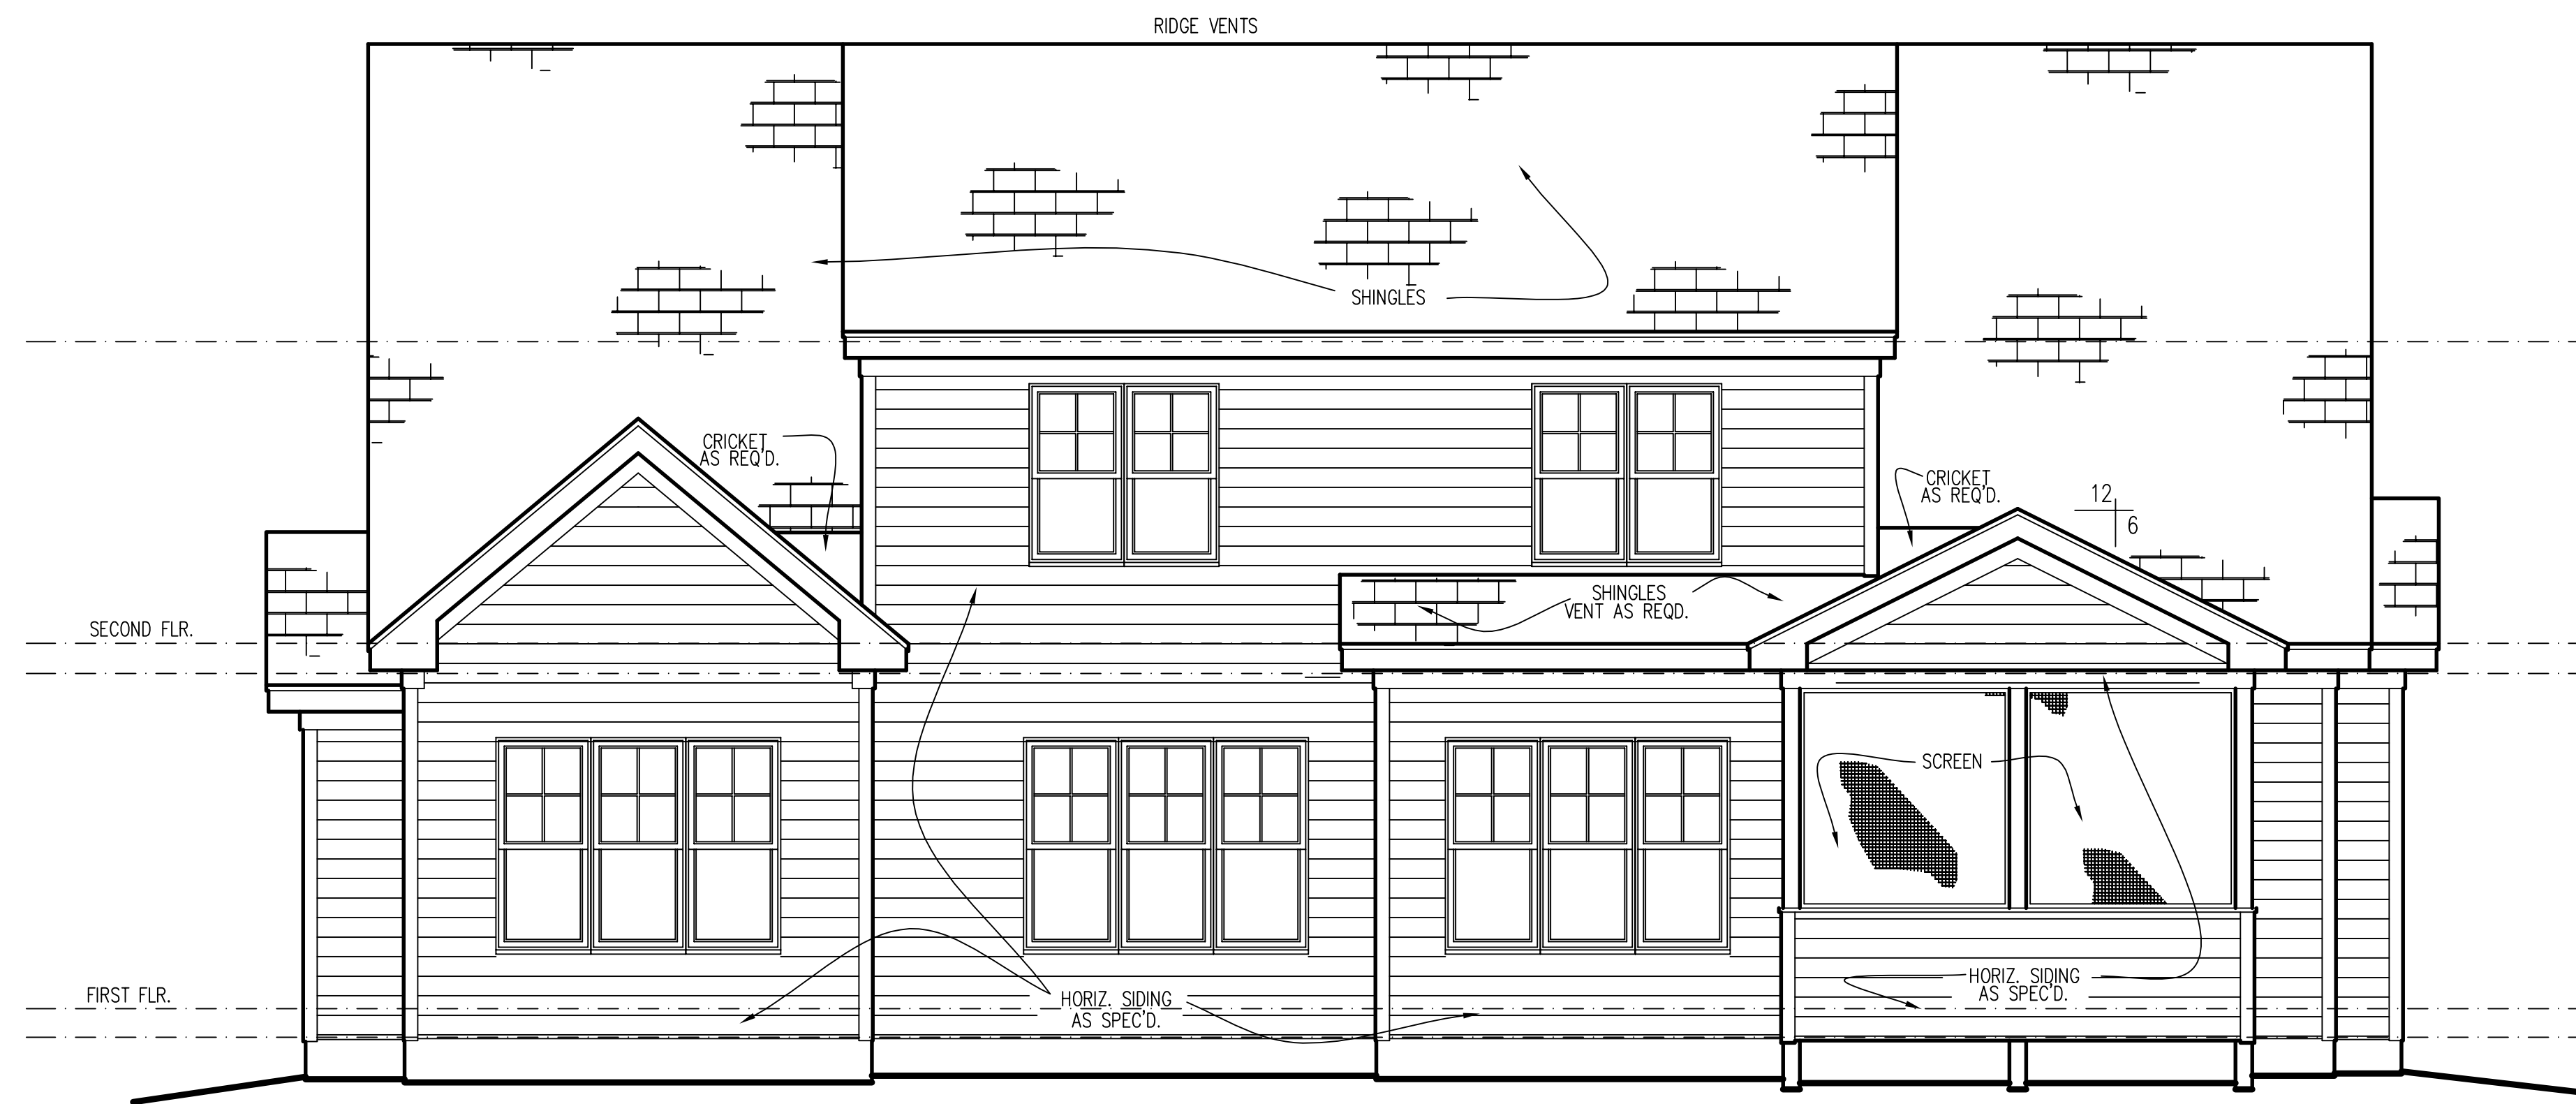 RIDGE VENTS
SHINGLES
CRICKET
AS REQ'D.
CRICKET
AS REQ'D.
12
6
SHINGLES
VENT AS REQD.
SECOND FLR.
SCREEN
FIRST FLR.
HORIZ. SIDING
AS SPEC'D.
HORIZ. SIDING
AS SPEC'D.